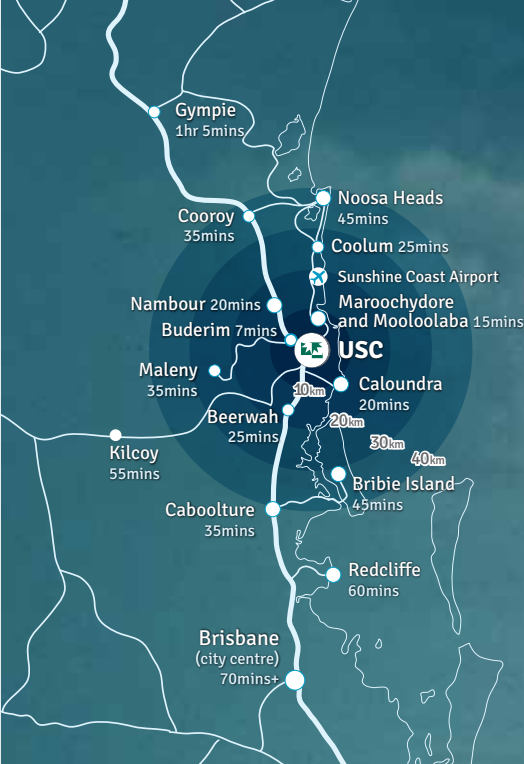 Gympie
1hr 5mins
Noosa Heads
45mins
Cooroy
35mins
Coolum 25mins
Sunshine Coast Airport
Nambour 20mins
Maroochydore
and Mooloolaba 15mins
Buderim 7mins
USC
Maleny
35mins
Caloundra
20mins
10km
Beerwah
25mins
20km
30km
40km
Kilcoy
55mins
Bribie Island
45mins
Caboolture
35mins
Redcliffe
60mins
Brisbane
(city centre)
70mins+